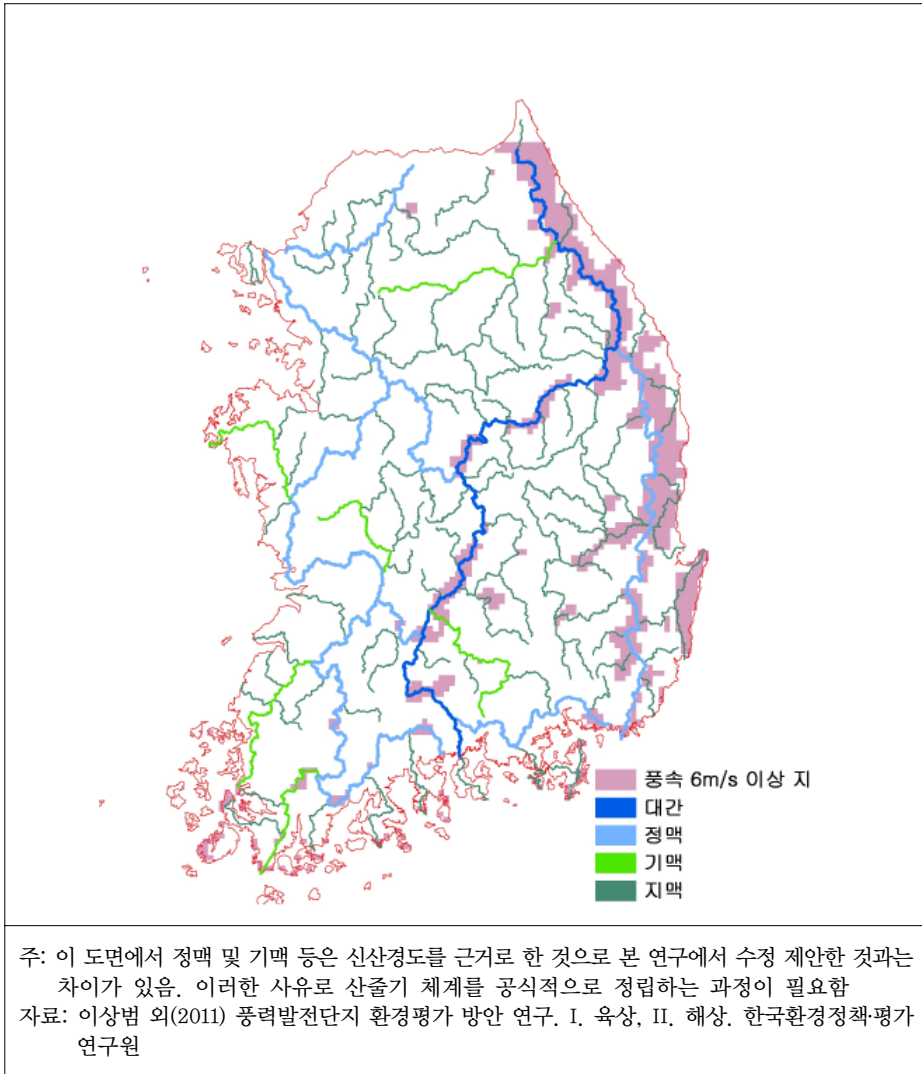 풍속 6m/s 이상 지
대간
정맥
기맥
지맥
주: 이 도면에서 정맥 및 기맥 등은 신산경도를 근거로 한 것으로 본 연구에서 수정 제안한 것과는
차이가 있음. 이러한 사유로 산줄기 체계를 공식적으로 정립하는 과정이 필요함
자료: 이상범 외(2011) 풍력발전단지 환경평가 방안 연구. I. 육상, II. 해상. 한국환경정책·평가
연구원